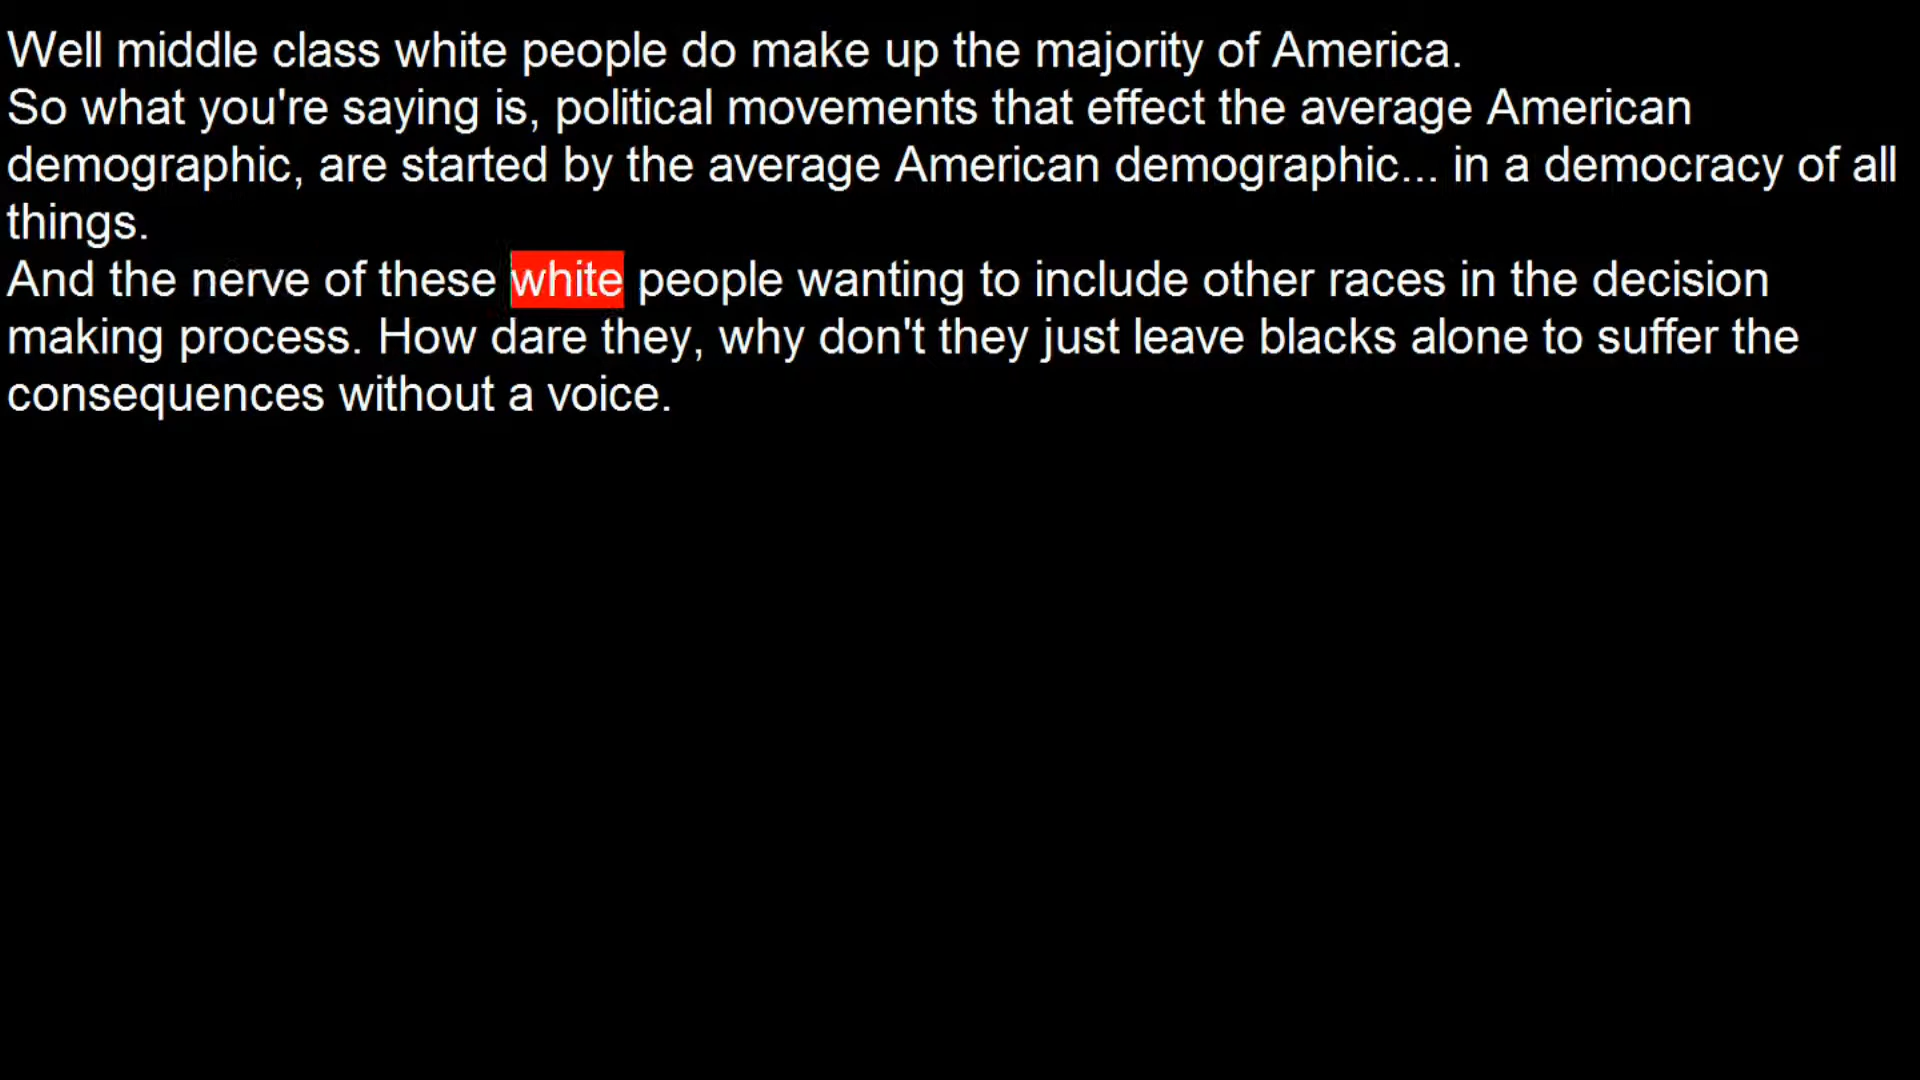 Well middle class white people do make up the majority of America.
So what you're saying is, political movements that effect the average American
demographic, are started by the average American demographic... in a democracy of all
things.
And the nerve of these white people wanting to include other races in the decision
making process. How dare they, why don't they just leave blacks alone to suffer the
consequences without a voice.